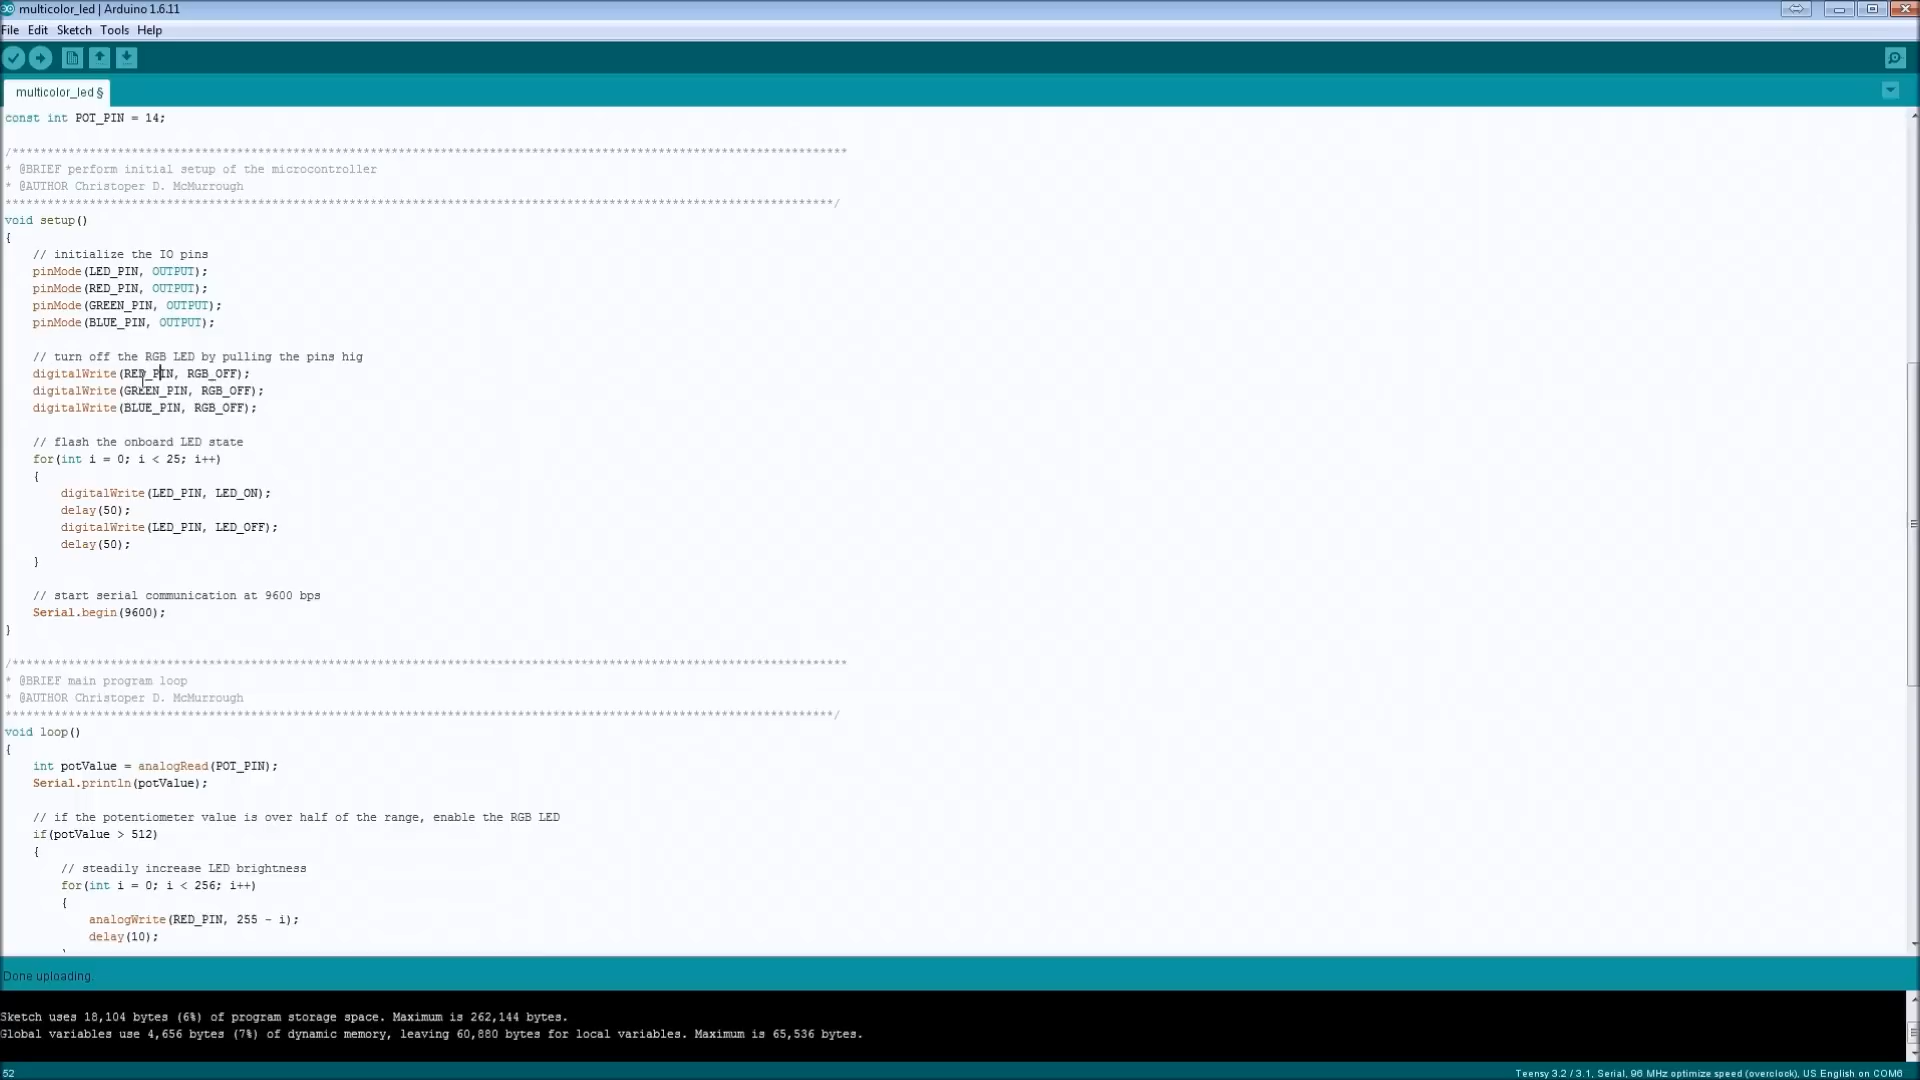 multicolor_led | Arduino 1.6.11
File Edit Sketch Tools Help
multicolor_led §
const int POT_PIN = 14;
/***********************************************************************************************************************
* @BRIEF perform initial setup of the microcontroller
* @AUTHOR Christoper D. McMurrough
**********************************************************************************************************************/
void setup()
{
// initialize the IO pins
pinMode(LED_PIN, OUTPUT);
pinMode(RED_PIN, OUTPUT);
pinMode(GREEN_PIN, OUTPUT);
pinMode(BLUE_PIN, OUTPUT);
// turn off the RGB LED by pulling the pins hig
digitalWrite(RED_PIN, RGB_OFF);
digitalWrite(GREEN_PIN, RGB_OFF);
digitalWrite(BLUE_PIN, RGB_OFF);
// flash the onboard LED state
for(int i = 0; i < 25; i++)
{
digitalWrite(LED_PIN, LED_ON);
delay(50);
digitalWrite(LED_PIN, LED_OFF);
delay(50);
}
// start serial communication at 9600 bps
Serial.begin(9600);
}
/***********************************************************************************************************************
* @BRIEF main program loop
* @AUTHOR Christoper D. McMurrough
**********************************************************************************************************************/
void loop()
{
int potValue = analogRead(POT_PIN);
Serial.println(potValue);
// if the potentiometer value is over half of the range, enable the RGB LED
if(potValue > 512)
{
// steadily increase LED brightness
for(int i = 0; i < 256; i++)
{
analogWrite(RED_PIN, 255 - i);
delay(10);
Done uploading.
Sketch uses 18,104 bytes (6%) of program storage space. Maximum is 262,144 bytes.
Global variables use 4,656 bytes (7%) of dynamic memory, leaving 60,880 bytes for local variables. Maximum is 65,536 bytes.
52
Teensy 3.2 / 3.1, Serial, 96 MHz optimize speed (overclock), US English on COM6